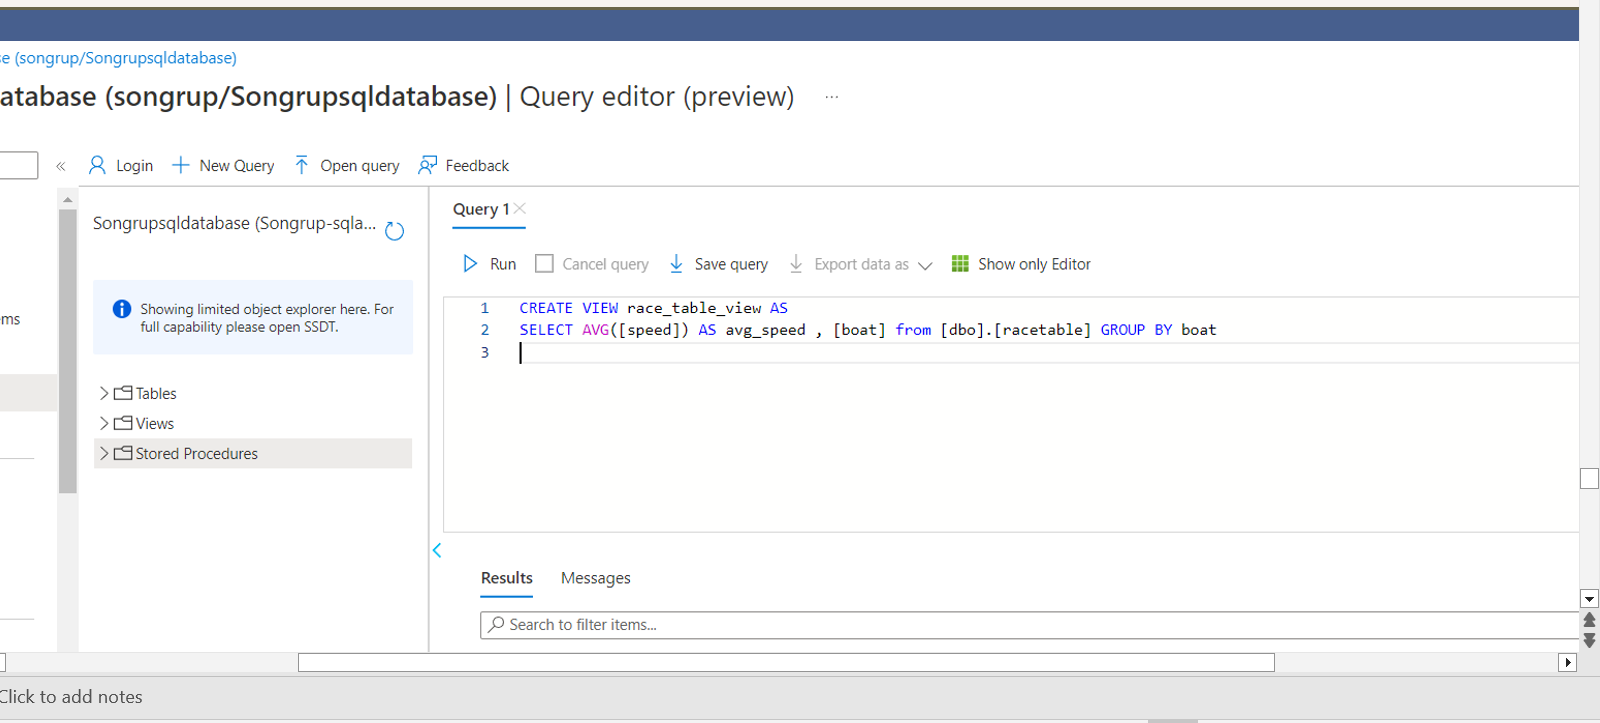 se (songrup/Songrupsqldatabase)
atabase (songrup/Songrupsqldatabase) | Query editor (preview) ...
« Login New Query Open query Feedback
Songrupsqldatabase (Songrup-sqla...
Query 1
Run Cancel query Save query Export data as Show only Editor
Showing limited object explorer here. For
full capability please open SSDT.
ems
Tables
Views
Stored Procedures
1 CREATE VIEW race_table_view AS
2 SELECT AVG([speed]) AS avg_speed , [boat] from [dbo].[racetable] GROUP BY boat
3
Results Messages
Search to filter items...
Click to add notes